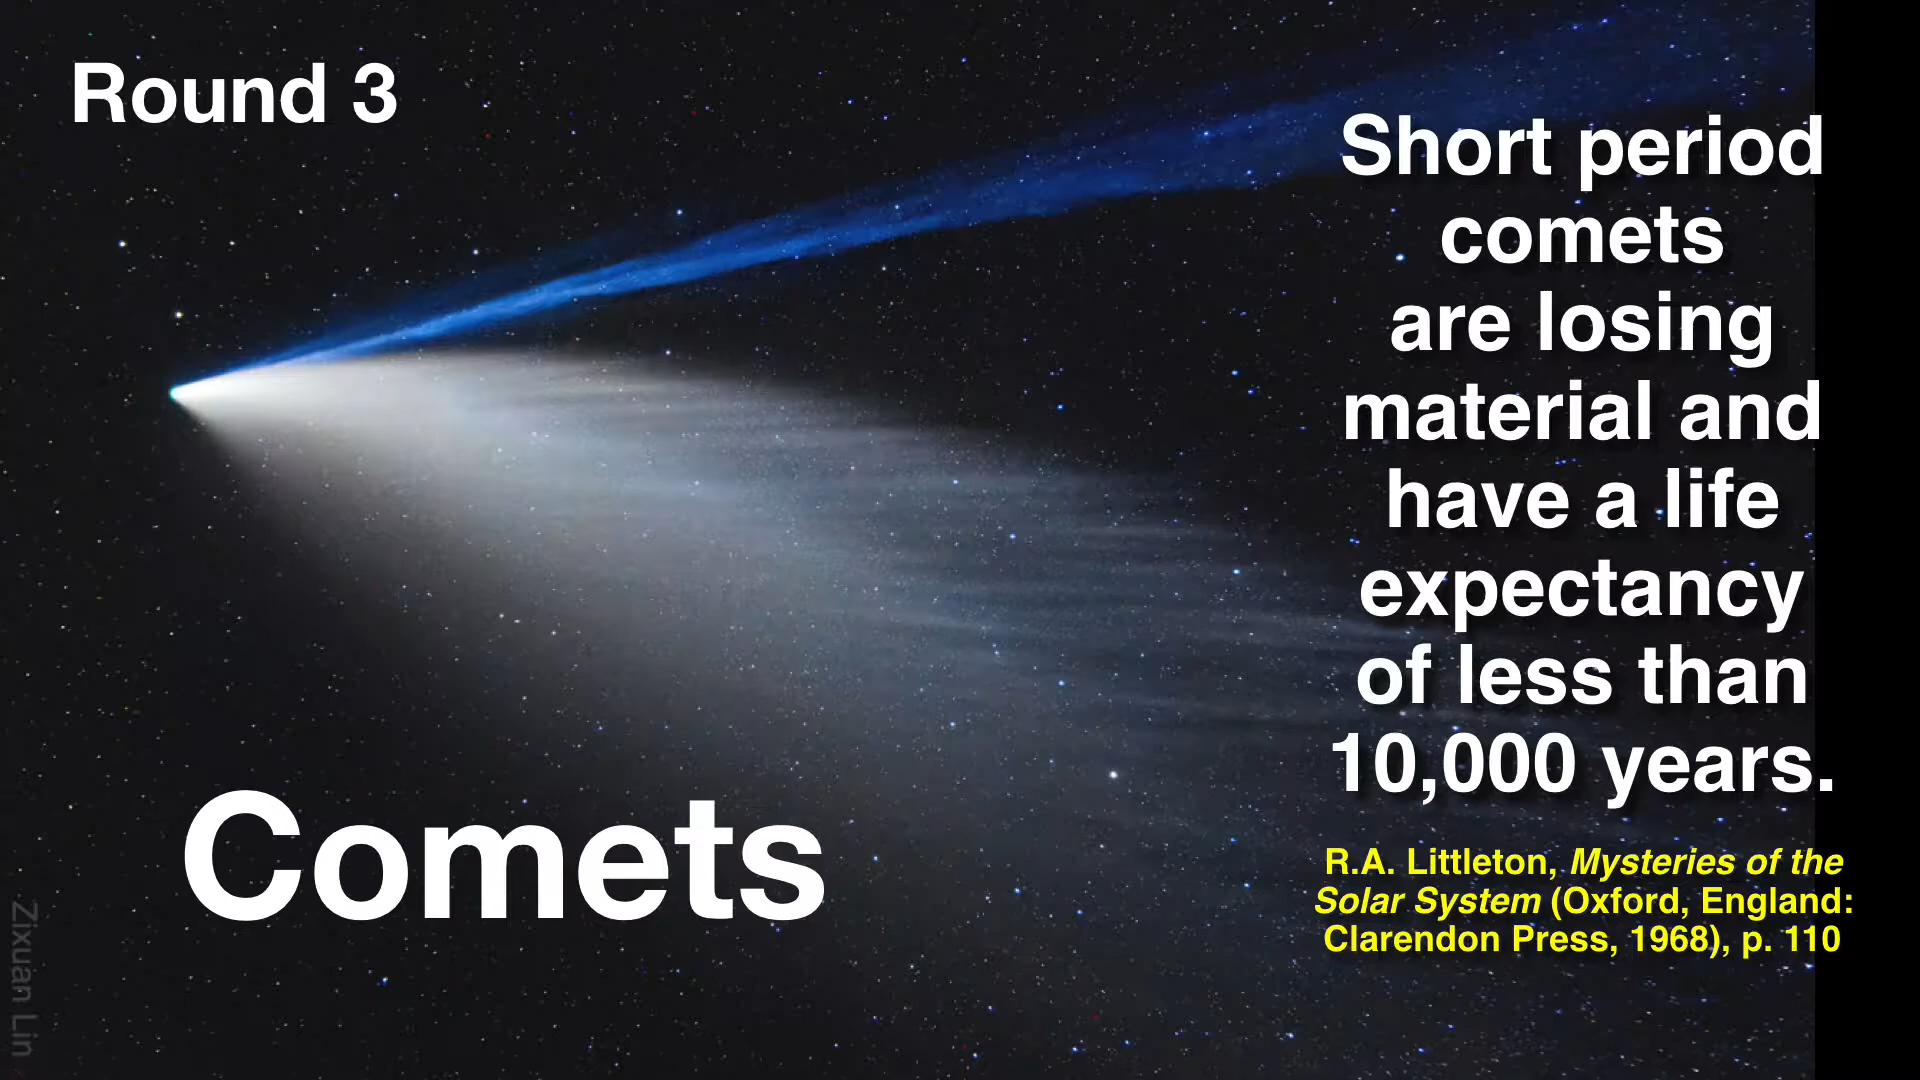 Round 3
Short period
comets
are losing
material and
have a life
expectancy
of less than
10,000 years.
Comets
R.A. Littleton, Mysteries of the
Solar System (Oxford, England:
Clarendon Press, 1968), p. 110
Zixuan Lin